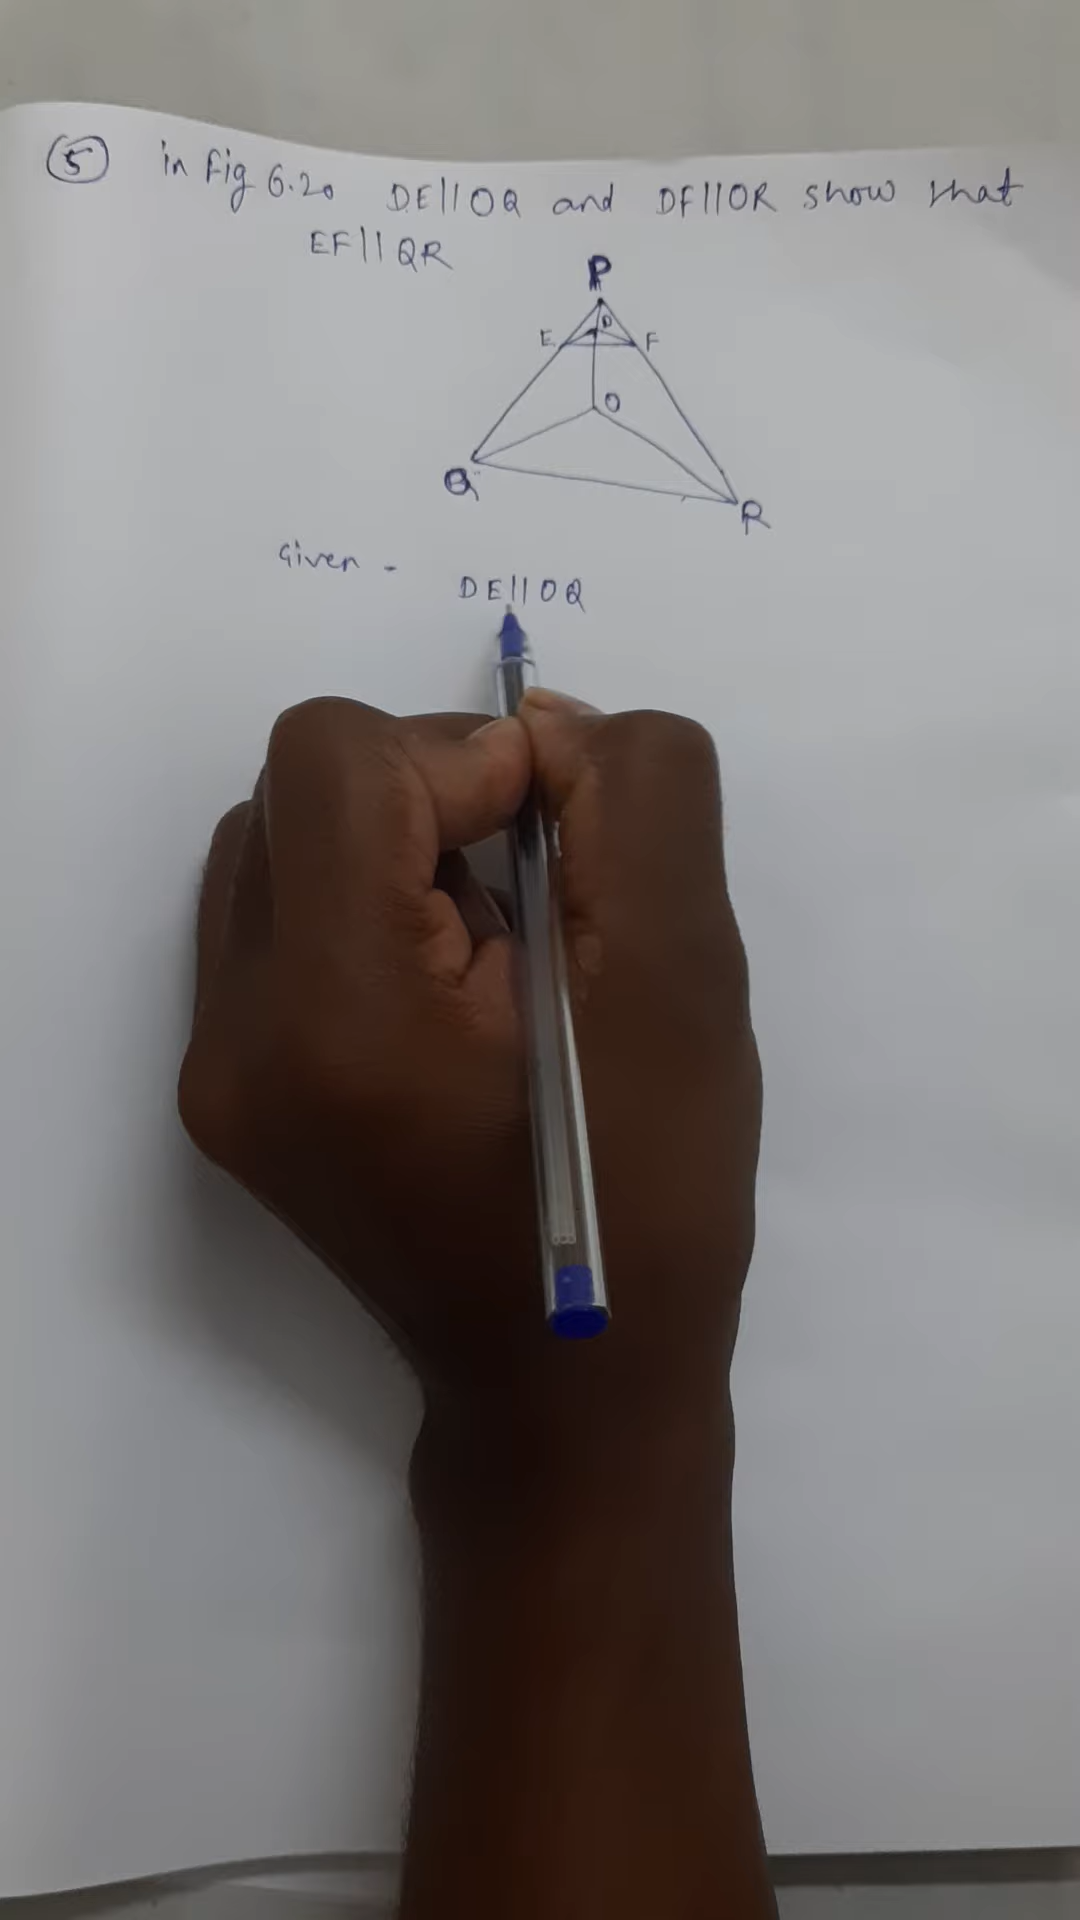 5 in Fig 6.20 DE||OQ and DF||OR show that
EF||QR
P
E D F
O
Q
R
Given -
DE||OQ